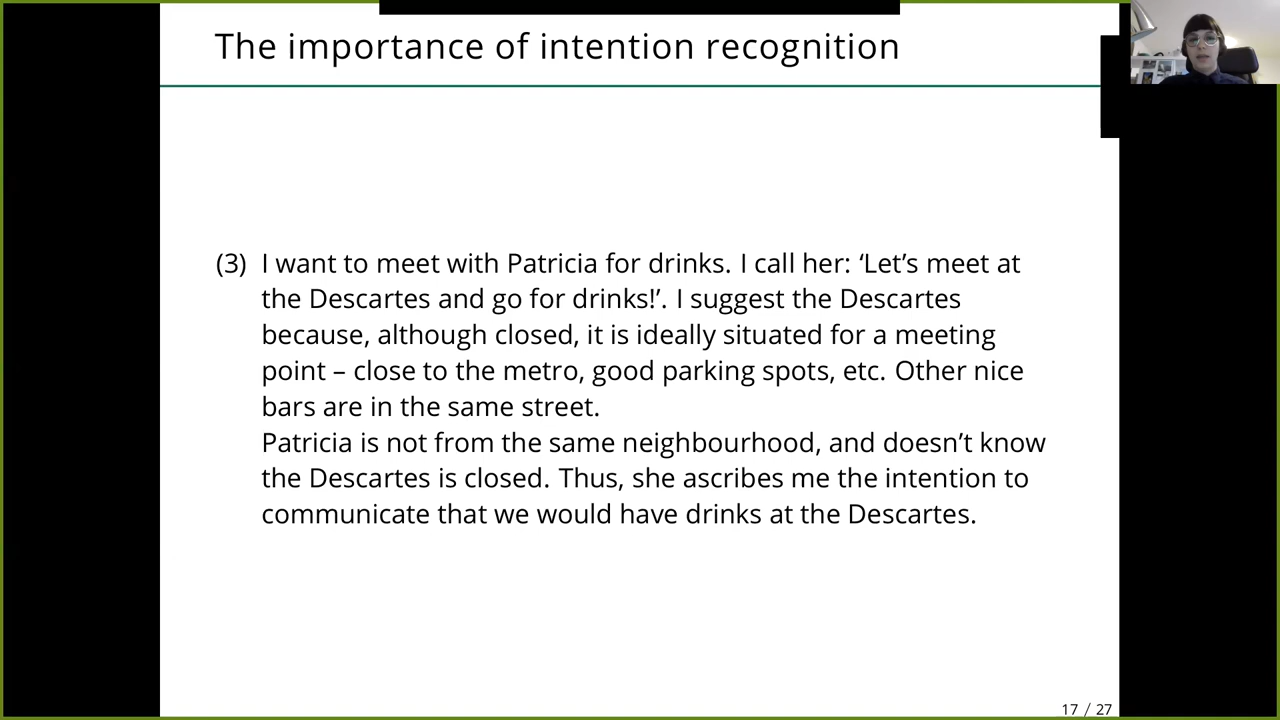 The importance of intention recognition
(3) I want to meet with Patricia for drinks. I call her: ‘Let’s meet at
the Descartes and go for drinks!’. I suggest the Descartes
because, although closed, it is ideally situated for a meeting
point – close to the metro, good parking spots, etc. Other nice
bars are in the same street.
Patricia is not from the same neighbourhood, and doesn’t know
the Descartes is closed. Thus, she ascribes me the intention to
communicate that we would have drinks at the Descartes.
17 / 27